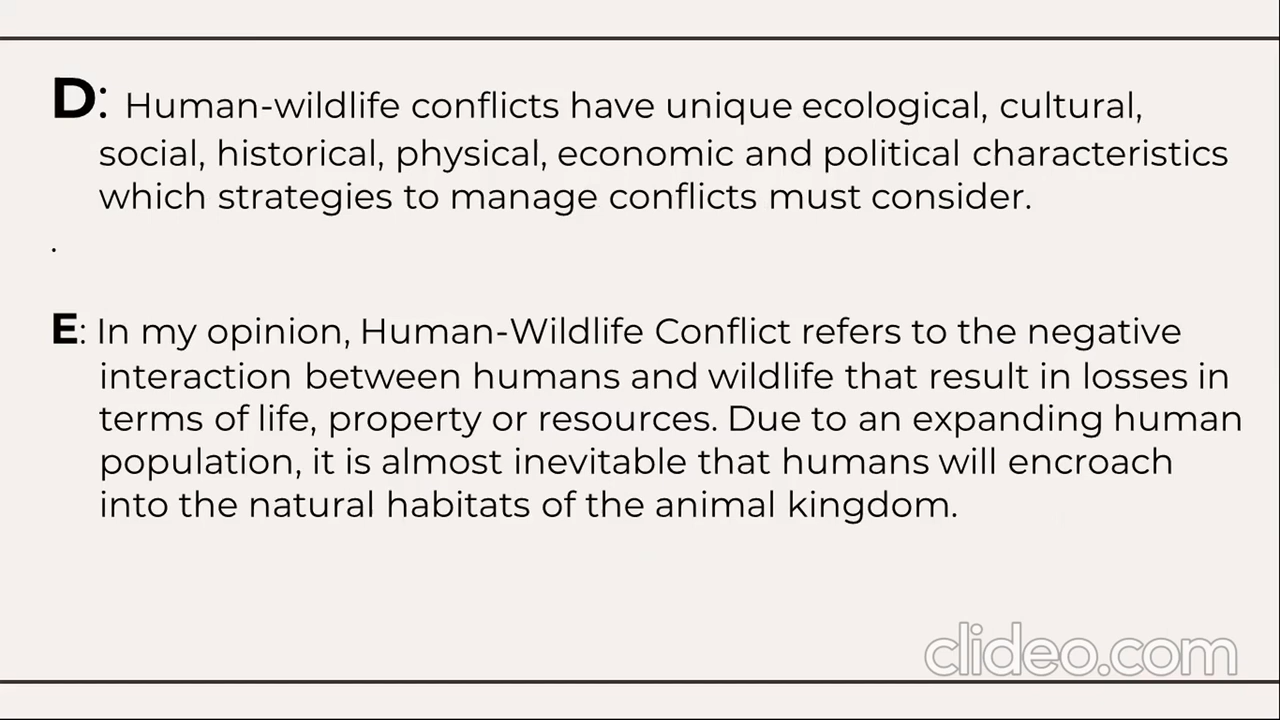 D: Human-wildlife conflicts have unique ecological, cultural,
social, historical, physical, economic and political characteristics
which strategies to manage conflicts must consider.
.
E: In my opinion, Human-Wildlife Conflict refers to the negative
interaction between humans and wildlife that result in losses in
terms of life, property or resources. Due to an expanding human
population, it is almost inevitable that humans will encroach
into the natural habitats of the animal kingdom.
clideo.com